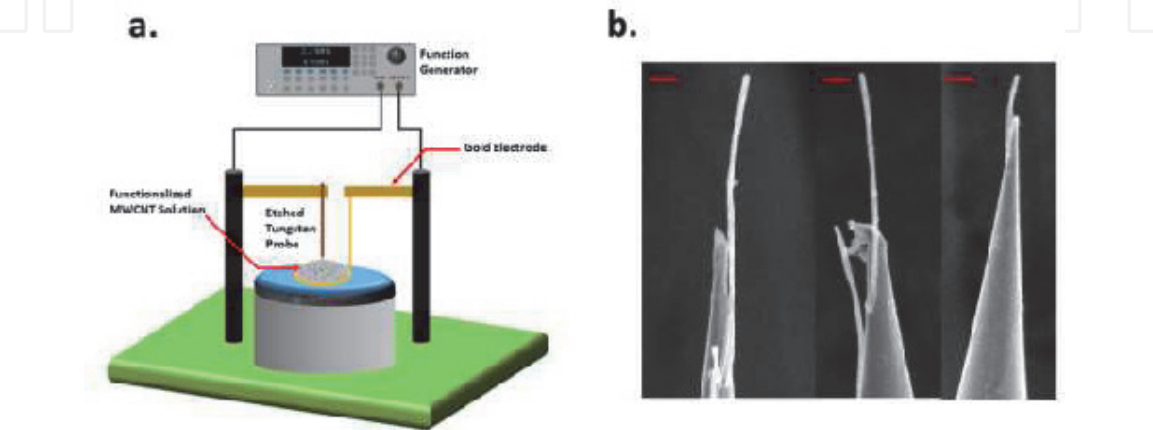 a.
b.
Function
Generator
Gold Electrode
Functionalized
MWCNT Solution
Etched
Tungsten
Probe